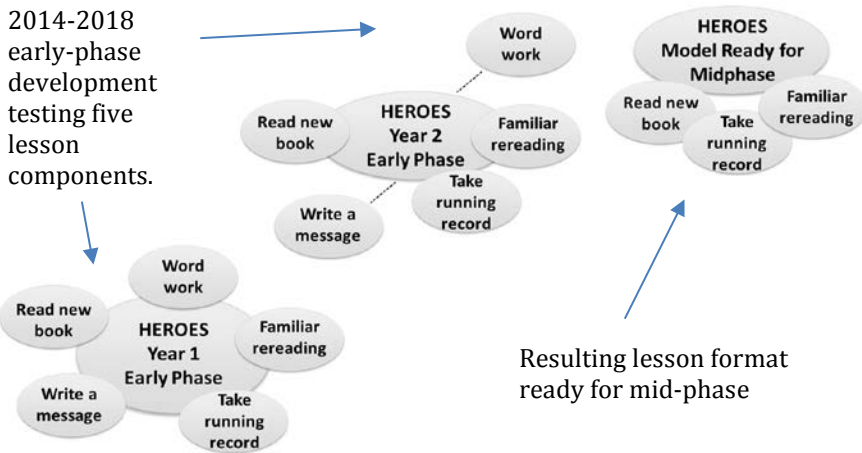 2014-2018
early-phase
development
testing five
lesson
components.
Word
work
HEROES
Year 2
Early Phase
Read new
book
Familiar
rereading
Take
running
record
Write a
message
HEROES
Model Ready for
Midphase
Read new
book
Take
running
record
Familiar
rereading
Word
work
Read new
book
HEROES
Year 1
Early Phase
Familiar
rereading
Write a
message
Take
running
record
Resulting lesson format
ready for mid-phase